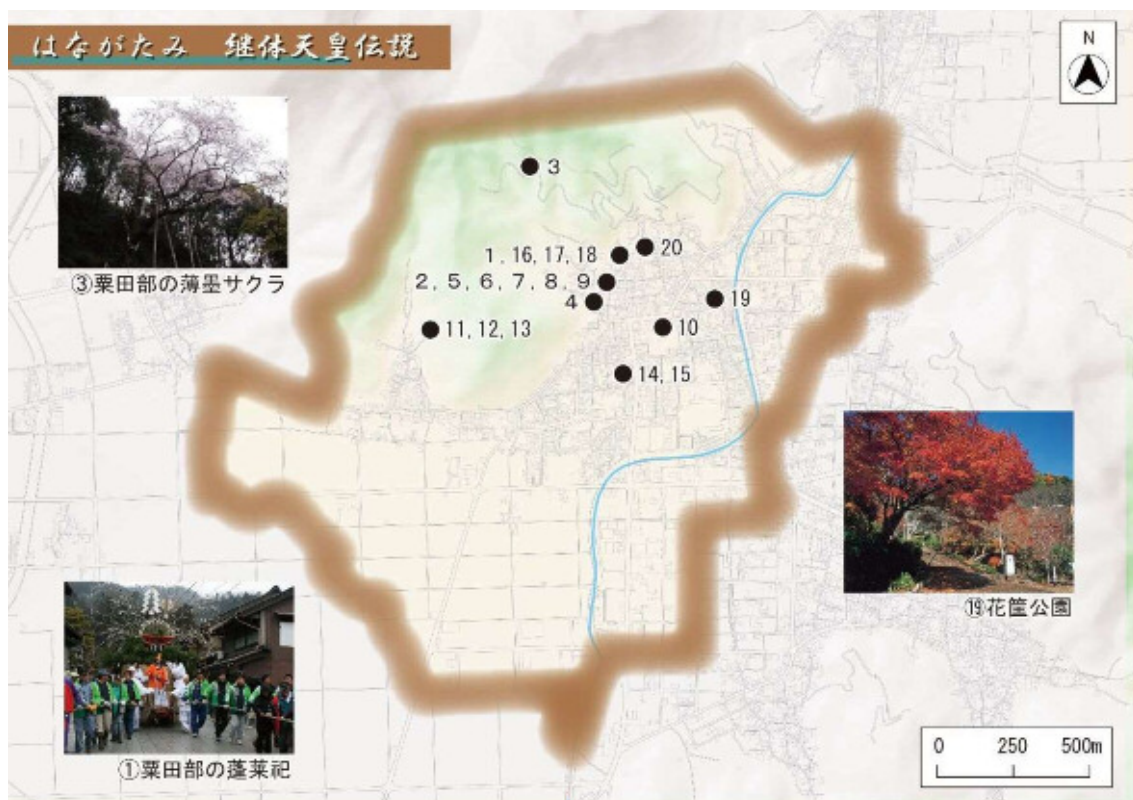 はながたみ 継体天皇伝説
N
③粟田部の薄墨サクラ
3
1,16,17,18
20
2,5,6,7,8,9
4
19
11,12,13
10
14,15
⑲花筐公園
①粟田部の蓬莱祀
0 250 500m